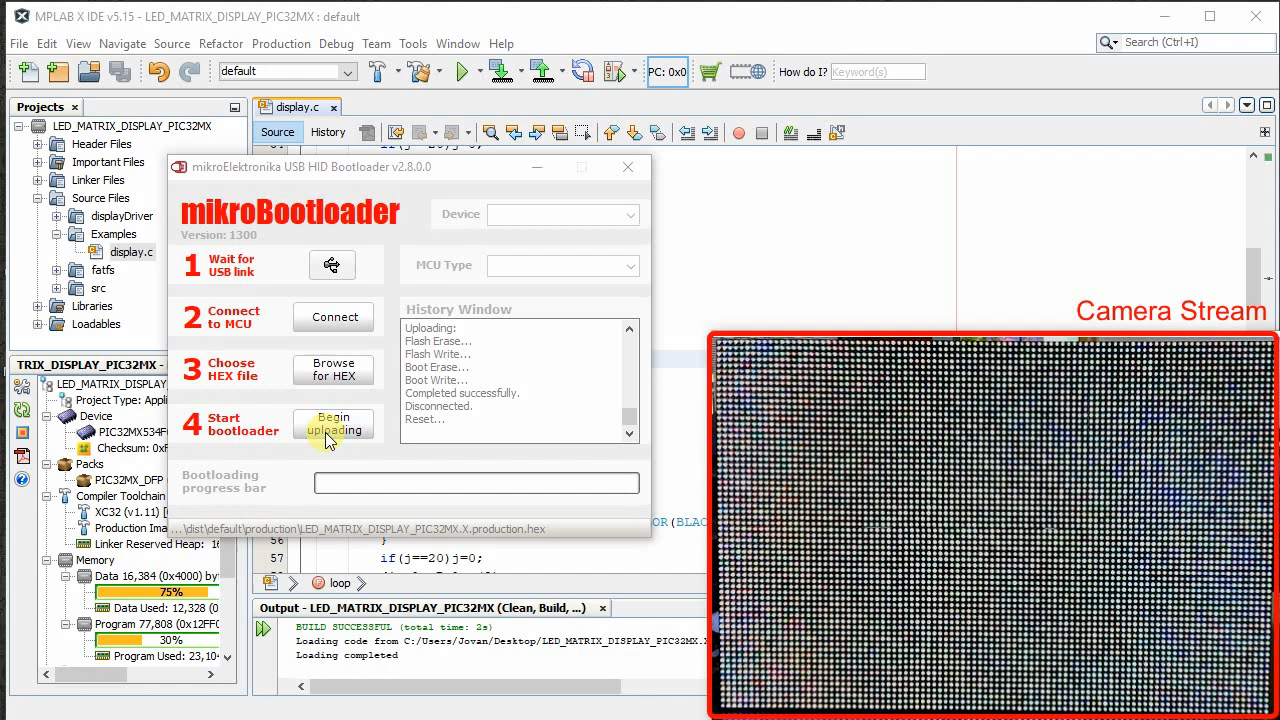 MPLAB X IDE v5.15 - LED_MATRIX_DISPLAY_PIC32MX : default
File Edit View Navigate Source Refactor Production Debug Team Tools Window Help
Search (Ctrl+I)
default
PC: 0x0
How do I?
Keyword(s)
Projects
LED_MATRIX_DISPLAY_PIC32MX
Header Files
Important Files
Linker Files
Source Files
displayDriver
Examples
display.c
fatfs
src
Libraries
Loadables
display.c
Source
History
mikroElektronika USB HID Bootloader v2.8.0.0
mikroBootloader
Version: 1300
Device
1 Wait for
USB link
MCU Type
2 Connect
to MCU
Connect
3 Choose
HEX file
Browse
for HEX
4 Start
bootloader
Begin
uploading
History Window
Uploading:
Flash Erase...
Flash Write...
Boot Erase...
Boot Write...
Completed successfully.
Disconnected.
Reset...
Bootloading
progress bar
...\dist\default\production\LED_MATRIX_DISPLAY_PIC32MX.X.production.hex
OR(BLAC
56 }
57 if(j==20)j=0;
loop
TRIX_DISPLAY_PIC32MX -
LED_MATRIX_DISPLAY
Project Type: Appli
Device
PIC32MX534F
Checksum: 0xF
Packs
PIC32MX_DFP
Compiler Toolchain
XC32 (v1.11) [
Production Ima
Linker Reserved Heap: 16
Memory
Data 16,384 (0x4000) by
75%
Data Used: 12,328 (0
Program 77,808 (0x12FF0
30%
Program Used: 23,10
Output - LED_MATRIX_DISPLAY_PIC32MX (Clean, Build, ...)
BUILD SUCCESSFUL (total time: 2s)
Loading code from C:/Users/Jovan/Desktop/LED_MATRIX_DISPLAY_PIC32MX.X
Loading completed
Camera Stream